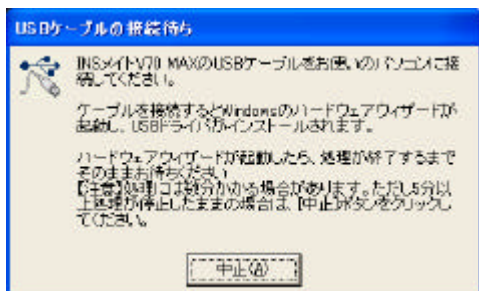 USBケーブルの接続待ち
INSメイトV70 MAXのUSBケーブルをお使いのパソコンに接
続してください。
ケーブルを接続するとWindowsのハードウェアウィザードが
起動し、USBドライバがインストールされます。
ハードウェアウィザードが起動したら、処理が終了するまで
そのままお待ちください
【注意】処理には数分かかる場合があります。ただし5分以
上処理が停止したままの場合は、[中止]ボタンをクリックし
てください。
中止(A)